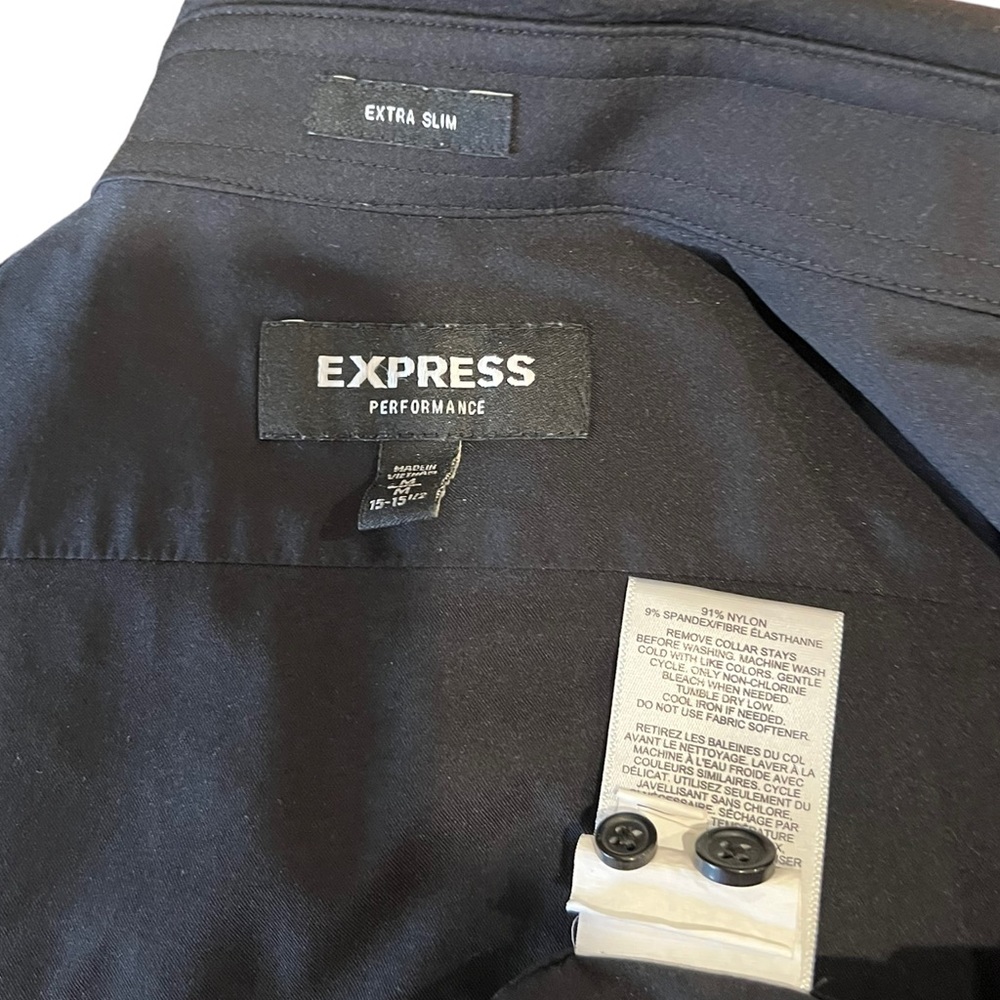 EXTRA SLIM
EXPRESS
PERFORMANCE
MADE IN
VIETNAM
M
M
15-15 1/2
91% NYLON
9% SPANDEX/FIBRE ÉLASTHANNE
REMOVE COLLAR STAYS
BEFORE WASHING. MACHINE WASH
COLD WITH LIKE COLORS. GENTLE
CYCLE. ONLY NON-CHLORINE
BLEACH WHEN NEEDED.
TUMBLE DRY LOW.
COOL IRON IF NEEDED.
DO NOT USE FABRIC SOFTENER.
RETIREZ LES BALEINES DU COL
AVANT LE NETTOYAGE. LAVER À LA
MACHINE À L'EAU FROIDE AVEC
COULEURS SIMILAIRES. CYCLE
DÉLICAT. UTILISEZ SEULEMENT DU
JAVELLISANT SANS CHLORE,
SÉCHAGE PAR